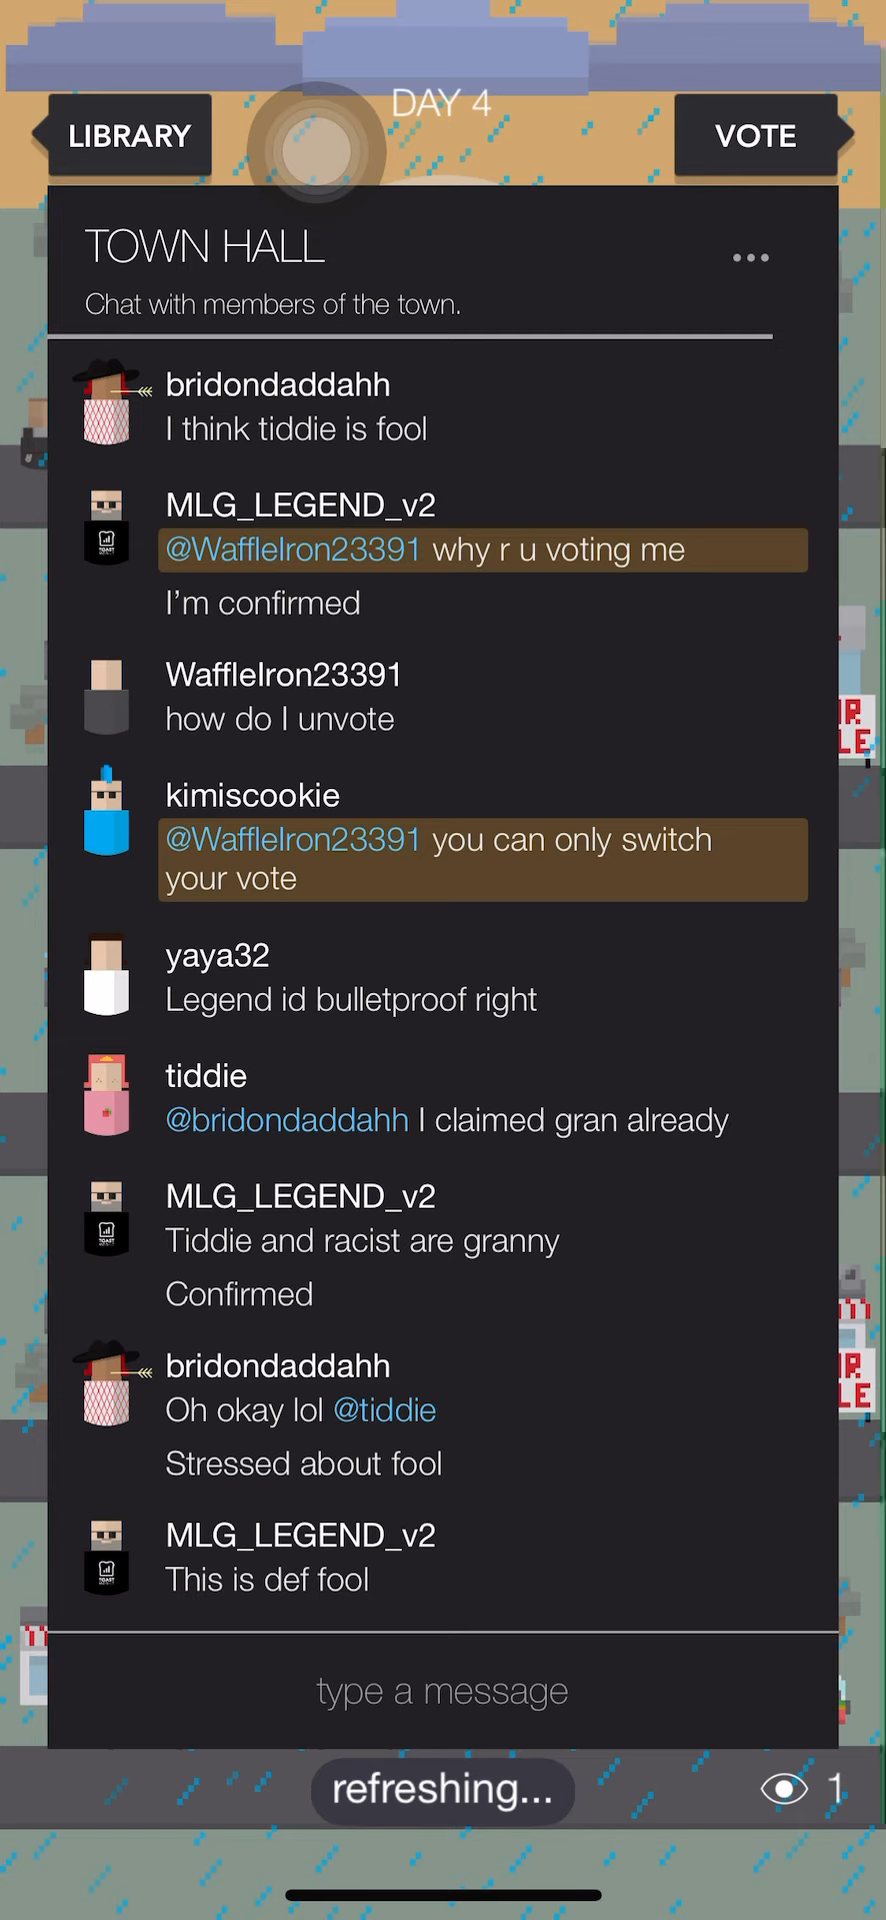 DAY 4
LIBRARY
VOTE
TOWN HALL
Chat with members of the town.
bridondaddahh
I think tiddie is fool
MLG_LEGEND_v2
@WaffleIron23391 why r u voting me
I'm confirmed
WaffleIron23391
how do I unvote
kimiscookie
@WaffleIron23391 you can only switch
your vote
yaya32
Legend id bulletproof right
tiddie
@bridondaddahh I claimed gran already
MLG_LEGEND_v2
Tiddie and racist are granny
Confirmed
bridondaddahh
Oh okay lol @tiddie
Stressed about fool
MLG_LEGEND_v2
This is def fool
type a message
refreshing...
1